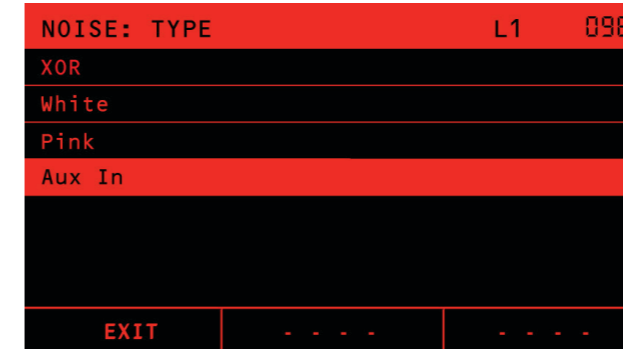 NOISE: TYPE L1
XOR
White
Pink
Aux In
EXIT - - - - - - - -